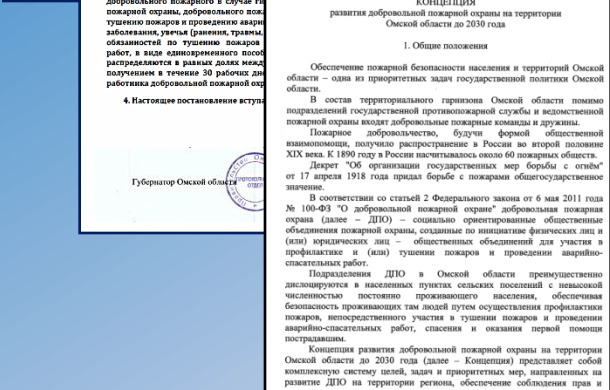 добровольного пожарного в случае ги
пожарной охраны, добровольного пожа
тушению пожаров и проведению авари
заболевания, увечья (ранения, травмы,
обязанностей по тушению пожаров
работ, в виде единовременного пособ
распределяются в равных долях межд
получением в течение 30 рабочих дне
работника добровольной пожарной охр
4. Настоящее постановление вступа
Губернатор Омской области
ПРОТОКОЛЬ
ОТДЕЛ
КОНЦЕПЦИЯ
развития добровольной пожарной охраны на территории
Омской области до 2030 года
1. Общие положения
Обеспечение пожарной безопасности населения и территорий Омской
области – одна из приоритетных задач государственной политики Омской
области.
В состав территориального гарнизона Омской области помимо
подразделений государственной противопожарной службы и ведомственной
пожарной охраны входят добровольные пожарные команды и дружины.
Пожарное добровольчество, будучи формой общественной
взаимопомощи, получило распространение в России во второй половине
XIX века. К 1890 году в России насчитывалось около 60 пожарных обществ.
Декрет "Об организации государственных мер борьбы с огнём"
от 17 апреля 1918 года придал борьбе с пожарами общегосударственное
значение.
В соответствии со статьей 2 Федерального закона от 6 мая 2011 года
№ 100-ФЗ "О добровольной пожарной охране" добровольная пожарная
охрана (далее – ДПО) – социально ориентированные общественные
объединения пожарной охраны, созданные по инициативе физических лиц и
(или) юридических лиц – общественных объединений для участия в
профилактике и (или) тушении пожаров и проведении аварийно-
спасательных работ.
Подразделения ДПО в Омской области преимущественно
дислоцируются в населенных пунктах сельских поселений с невысокой
численностью постоянно проживающего населения, обеспечивая
безопасность проживающих там людей путем осуществления профилактики
пожаров, непосредственного участия в тушении пожаров и проведении
аварийно-спасательных работ, спасения и оказания первой помощи
пострадавшим.
Концепция развития добровольной пожарной охраны на территории
Омской области до 2030 года (далее – Концепция) представляет собой
комплексную систему целей, задач и приоритетных мер, направленных на
развитие ДПО на территории региона, обеспечение соблюдения прав и